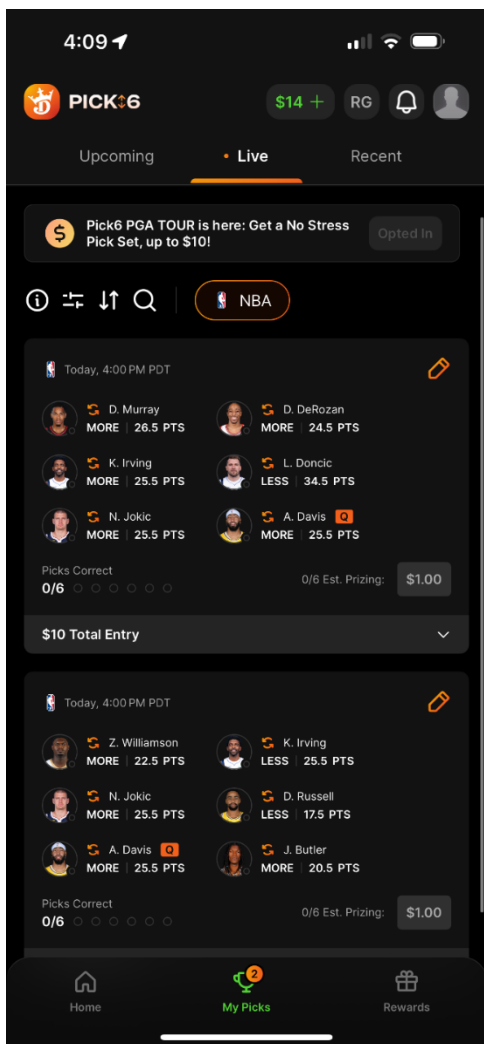 4:09
PICK 6
$14 +
RG
Upcoming
Live
Recent
Pick6 PGA TOUR is here: Get a No Stress
Pick Set, up to $10!
Opted In
NBA
Today, 4:00 PM PDT
D. Murray
MORE | 26.5 PTS
D. DeRozan
MORE | 24.5 PTS
K. Irving
MORE | 25.5 PTS
L. Doncic
LESS | 34.5 PTS
N. Jokic
MORE | 25.5 PTS
A. Davis Q
MORE | 25.5 PTS
Picks Correct
0/6
0/6 Est. Prizing: $1.00
$10 Total Entry
Today, 4:00 PM PDT
Z. Williamson
MORE | 22.5 PTS
K. Irving
LESS | 25.5 PTS
N. Jokic
MORE | 25.5 PTS
D. Russell
LESS | 17.5 PTS
A. Davis Q
MORE | 25.5 PTS
J. Butler
MORE | 20.5 PTS
Picks Correct
0/6
0/6 Est. Prizing: $1.00
2
Home
My Picks
Rewards